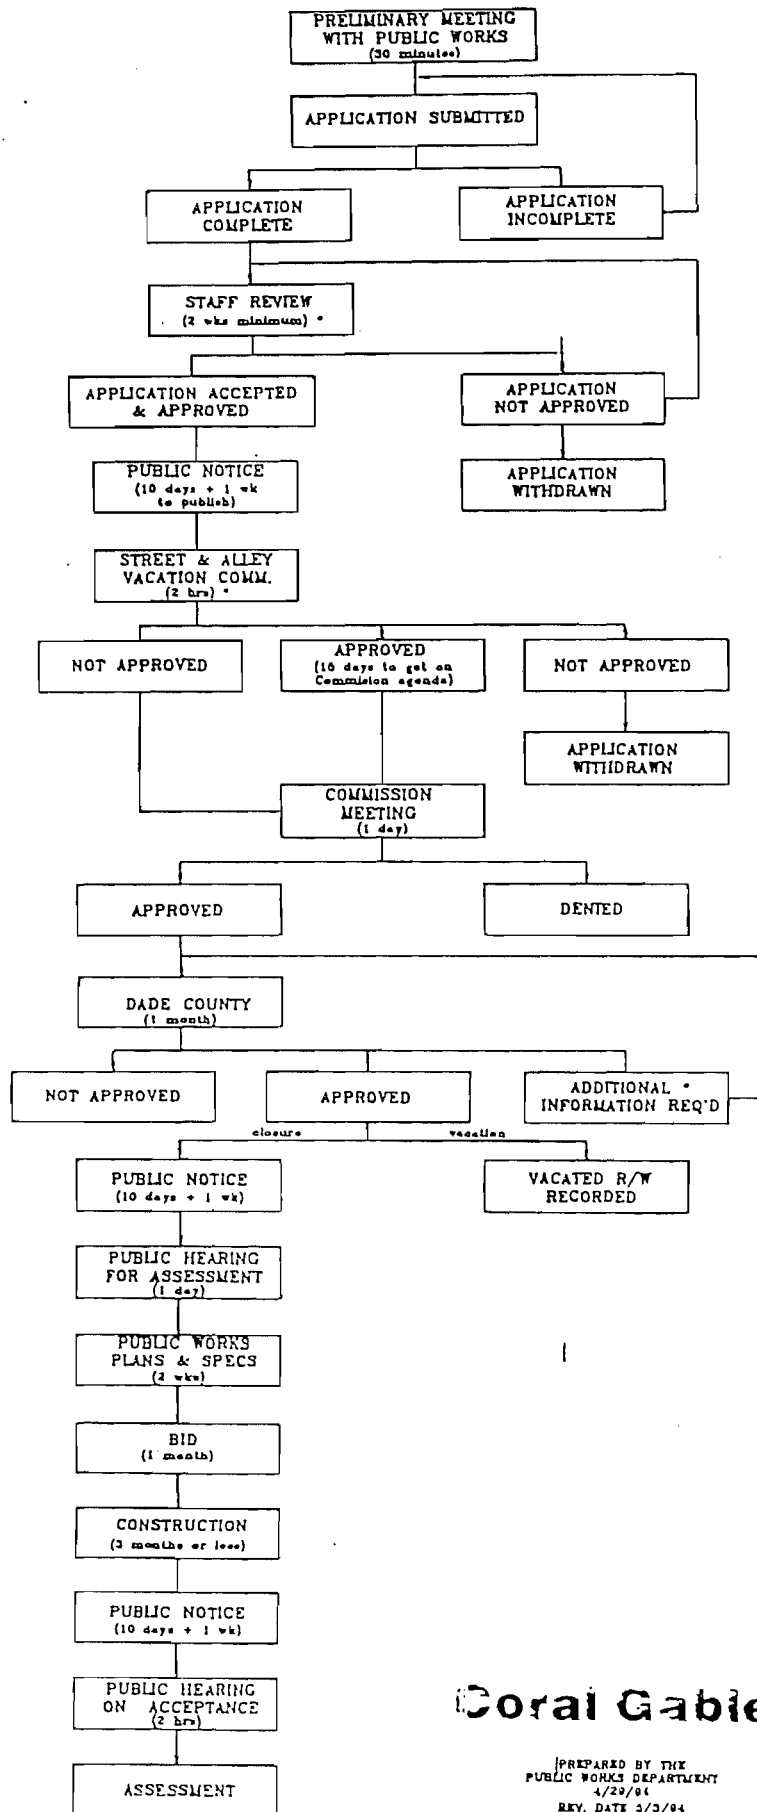 PRELIMINARY MEETING
WITH PUBLIC WORKS
(30 minutes)
APPLICATION SUBMITTED
APPLICATION
COMPLETE
APPLICATION
INCOMPLETE
STAFF REVIEW
(2 wks minimum) *
APPLICATION ACCEPTED
& APPROVED
APPLICATION
NOT APPROVED
PUBLIC NOTICE
(10 days + 1 wk
to publish)
APPLICATION
WITHDRAWN
STREET & ALLEY
VACATION COMM.
(2 hrs) *
NOT APPROVED
APPROVED
days to get on
Commision agenda)
NOT APPROVED
APPLICATION
WITHDRAWN
COMMISSION
MEETING
(1 day)
APPROVED
DENIED
DADE COUNTY
(1 month)
NOT APPROVED
APPROVED
ADDITIONAL *
INFORMATION REQ'D
closure
vacation
PUBLIC NOTICE
(10 days + 1 wk)
VACATED R/W
RECORDED
PUBLIC HEARING
FOR ASSESSMENT
(1 day)
PUBLIC WORKS
PLANS & SPECS
(2 wks)
BID
(1 month)
CONSTRUCTION
(3 months or less)
PUBLIC NOTICE
(10 days + 1 wk)
PUBLIC HEARING
ON ACCEPTANCE
(2 hrs)
ASSESSMENT
Coral Gable
PREPARED BY THE
PUBLIC WORKS DEPARTMENT
4/29/94
REV. DATE